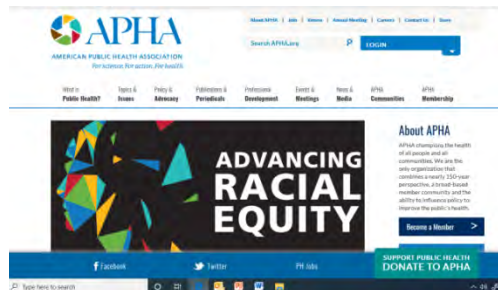 About APHA | Jobs | Annual Meeting | Careers | Contact Us | Store
APHA
Search APHA.org
LOGIN
AMERICAN PUBLIC HEALTH ASSOCIATION
For science. For action. For health.
What is Public Health?
Topics & Issues
Policy & Advocacy
Publications & Periodicals
Professional Development
Events & Meetings
News & Media
APHA Communities
APHA Membership
ADVANCING
RACIAL
EQUITY
About APHA
APHA champions the health
of all people and all
communities. We are the
only organization that
combines a nearly 150-year
perspective, a broad-based
member community and the
ability to influence policy to
improve the public's health.
Become a Member >
Facebook
Twitter
PH Jobs
SUPPORT PUBLIC HEALTH
DONATE TO APHA
Type here to search